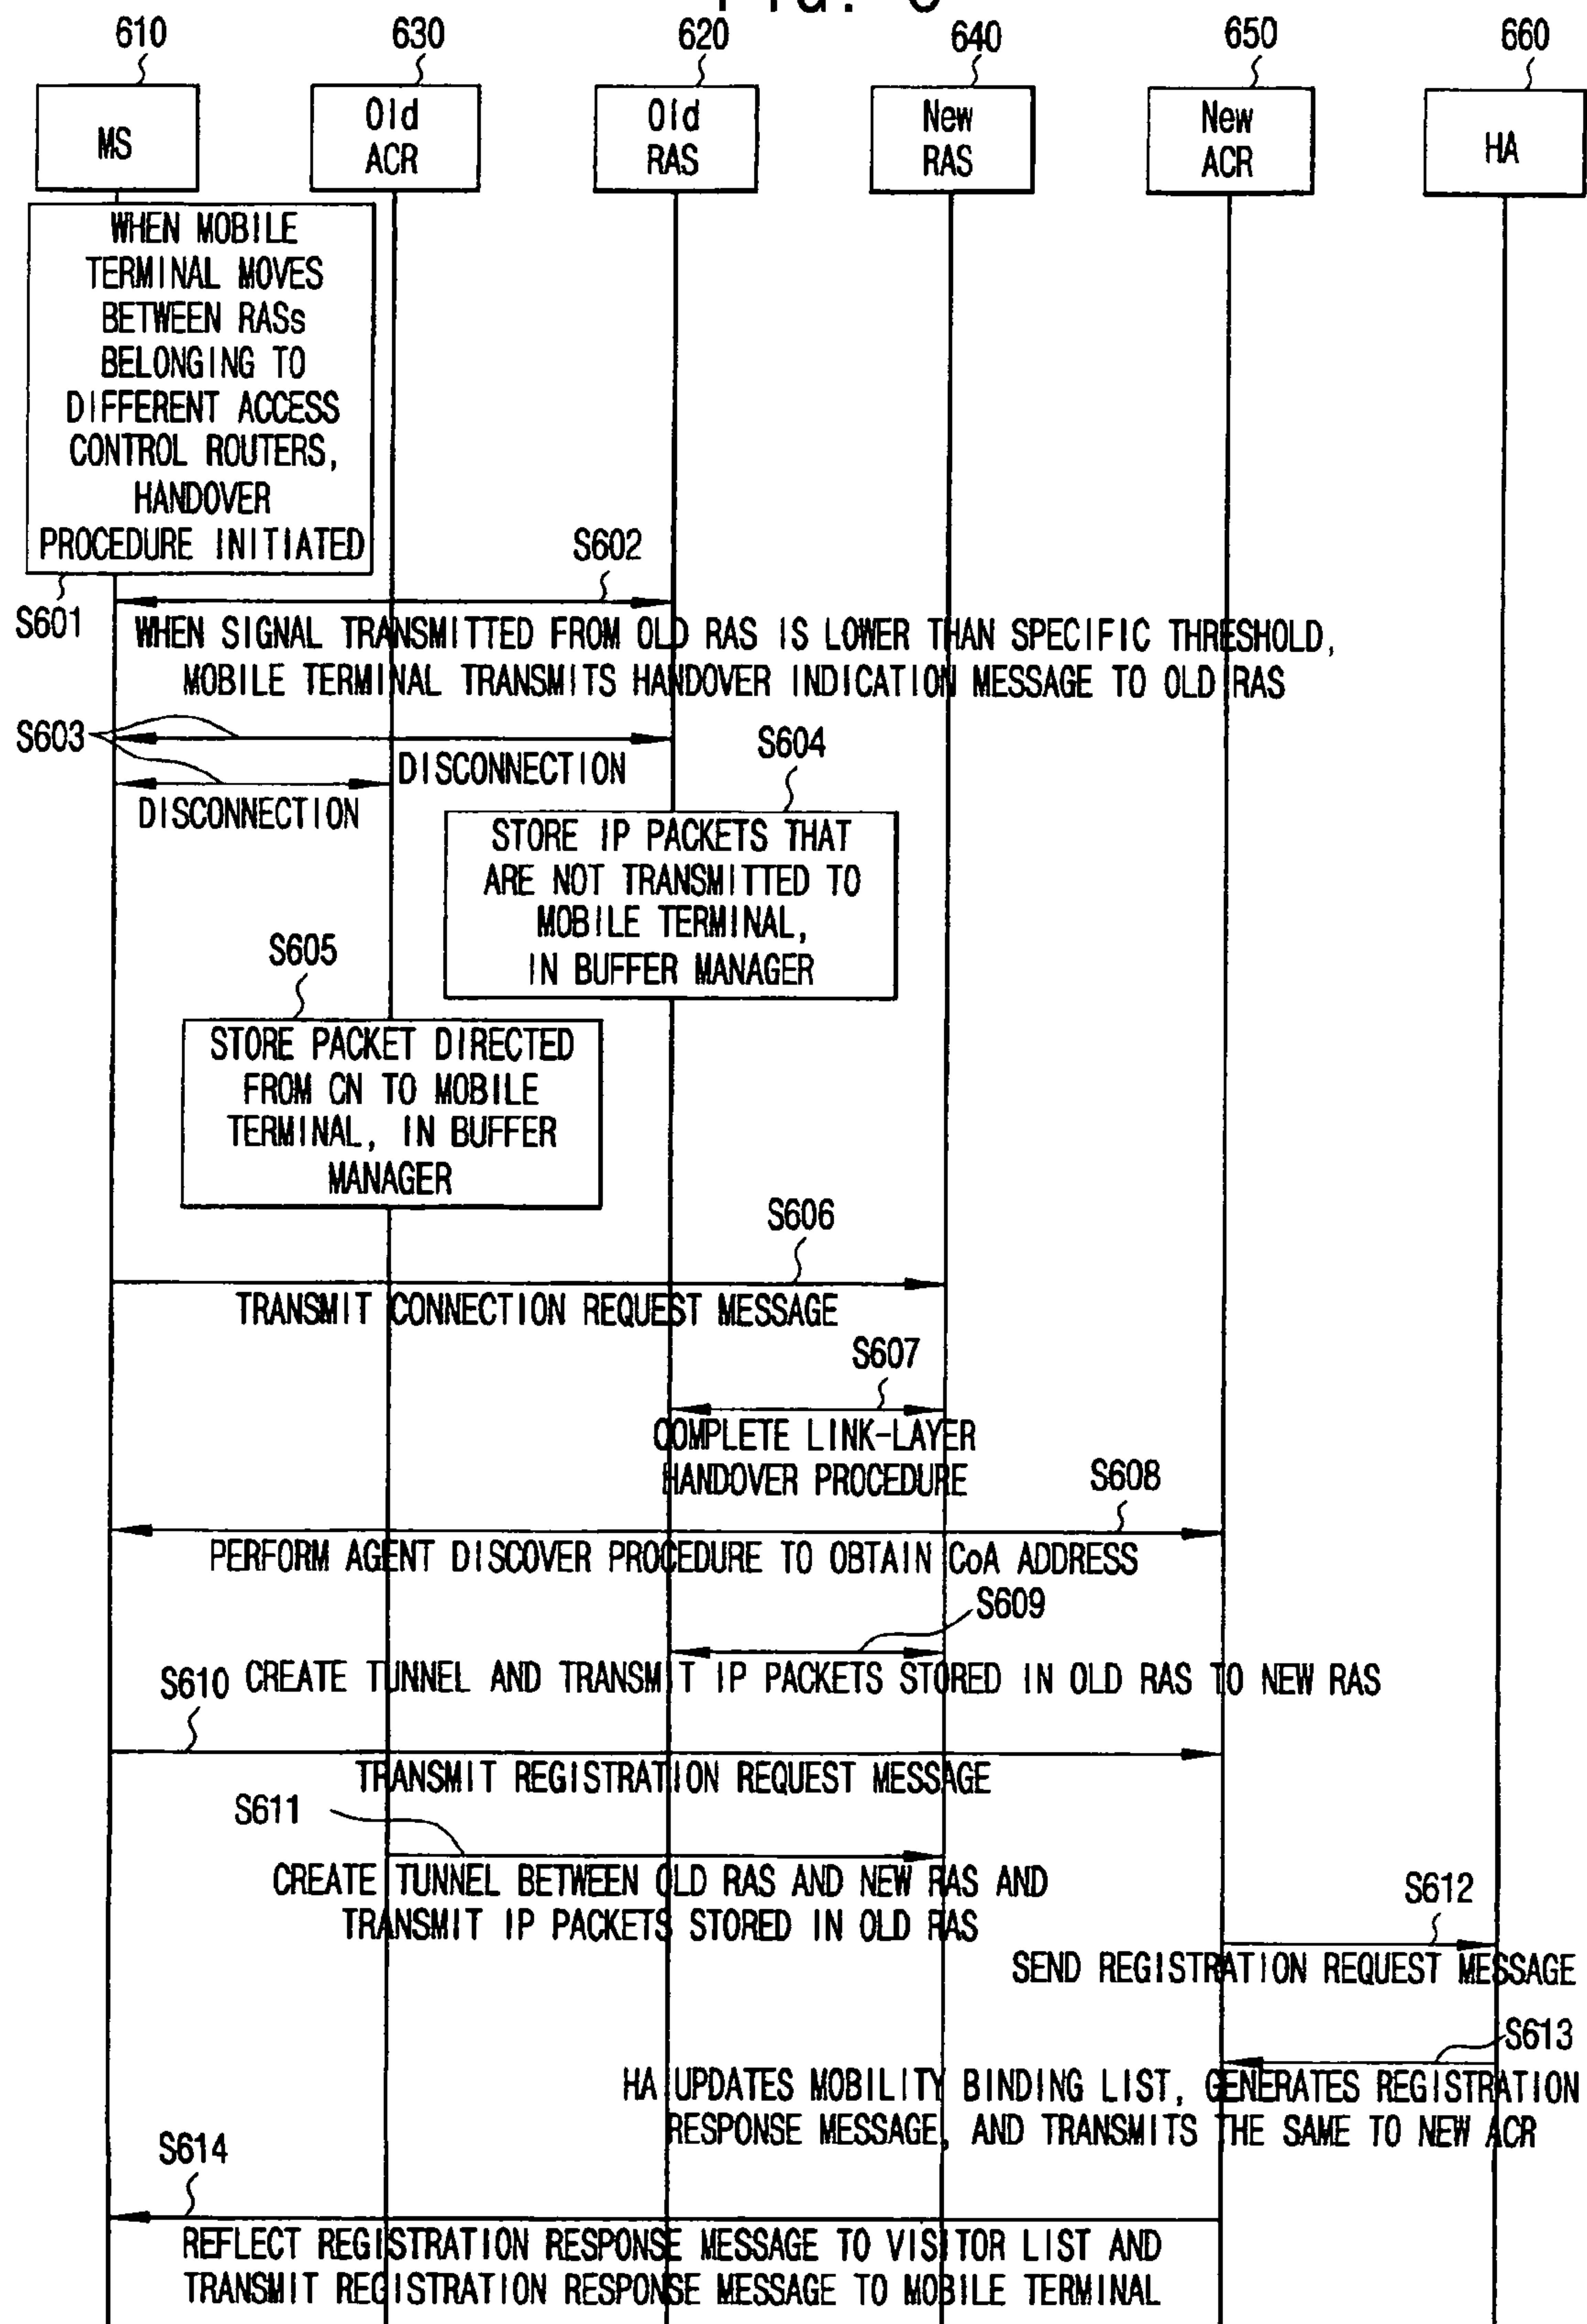 610 630 620 640 650 660
MS
Old
ACR
Old
RAS
New
RAS
New
ACR
HA
WHEN MOBILE
TERMINAL MOVES
BETWEEN RASs
BELONGING TO
DIFFERENT ACCESS
CONTROL ROUTERS,
HANDOVER
PROCEDURE INITIATED
S601
S602
WHEN SIGNAL TRANSMITTED FROM OLD RAS IS LOWER THAN SPECIFIC THRESHOLD,
MOBILE TERMINAL TRANSMITS HANDOVER INDICATION MESSAGE TO OLD RAS
S603
DISCONNECTION
DISCONNECTION
S604
STORE IP PACKETS THAT
ARE NOT TRANSMITTED TO
MOBILE TERMINAL,
IN BUFFER MANAGER
S605
STORE PACKET DIRECTED
FROM CN TO MOBILE
TERMINAL, IN BUFFER
MANAGER
S606
TRANSMIT CONNECTION REQUEST MESSAGE
S607
COMPLETE LINK-LAYER
HANDOVER PROCEDURE
S608
PERFORM AGENT DISCOVER PROCEDURE TO OBTAIN CoA ADDRESS
S609
CREATE TUNNEL AND TRANSMIT IP PACKETS STORED IN OLD RAS TO NEW RAS
S610
TRANSMIT REGISTRATION REQUEST MESSAGE
S611
CREATE TUNNEL BETWEEN OLD RAS AND NEW RAS AND
TRANSMIT IP PACKETS STORED IN OLD RAS
S612
SEND REGISTRATION REQUEST MESSAGE
S613
HA UPDATES MOBILITY BINDING LIST, GENERATES REGISTRATION
RESPONSE MESSAGE, AND TRANSMITS THE SAME TO NEW ACR
S614
REFLECT REGISTRATION RESPONSE MESSAGE TO VISITOR LIST AND
TRANSMIT REGISTRATION RESPONSE MESSAGE TO MOBILE TERMINAL